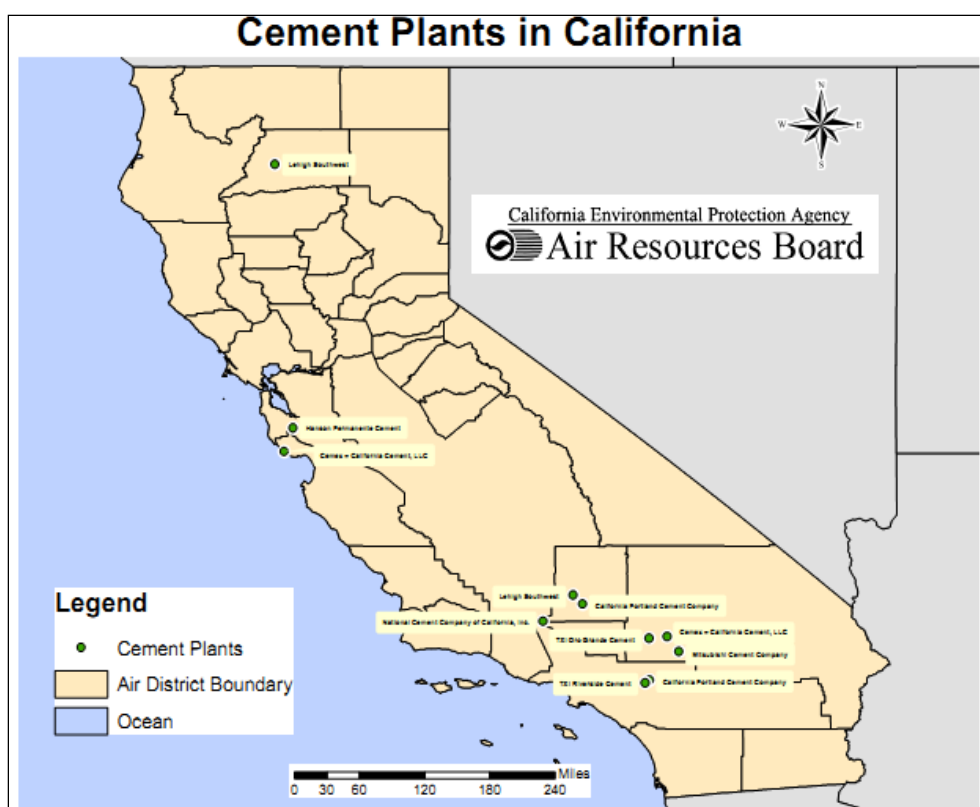 Cement Plants in California
N
W E
S
Lehigh Southwest
California Environmental Protection Agency
Air Resources Board
Hanson Permanente Cement
Cemex - California Cement, LLC
Lehigh Southwest
California Portland Cement Company
National Cement Company of California, Inc.
TXI Oro Grande Cement
Cemex - California Cement, LLC
Mitsubishi Cement Company
TXI Riverside Cement
California Portland Cement Company
Legend
Cement Plants
Air District Boundary
Ocean
Miles
0 30 60 120 180 240